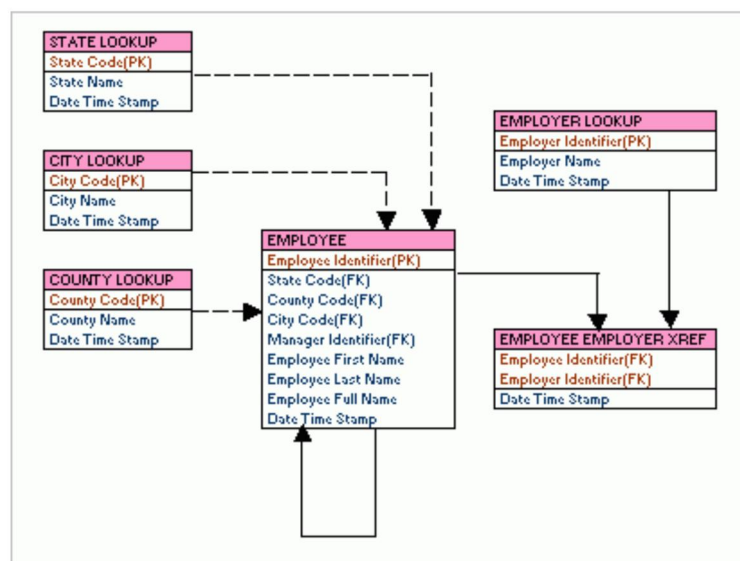 STATE LOOKUP
State Code(PK)
State Name
Date Time Stamp
CITY LOOKUP
City Code(PK)
City Name
Date Time Stamp
COUNTY LOOKUP
County Code(PK)
County Name
Date Time Stamp
EMPLOYEE
Employee Identifier(PK)
State Code(FK)
County Code(FK)
City Code(FK)
Manager Identifier(FK)
Employee First Name
Employee Last Name
Employee Full Name
Date Time Stamp
EMPLOYER LOOKUP
Employer Identifier(PK)
Employer Name
Date Time Stamp
EMPLOYEE EMPLOYER XREF
Employee Identifier(FK)
Employer Identifier(FK)
Date Time Stamp